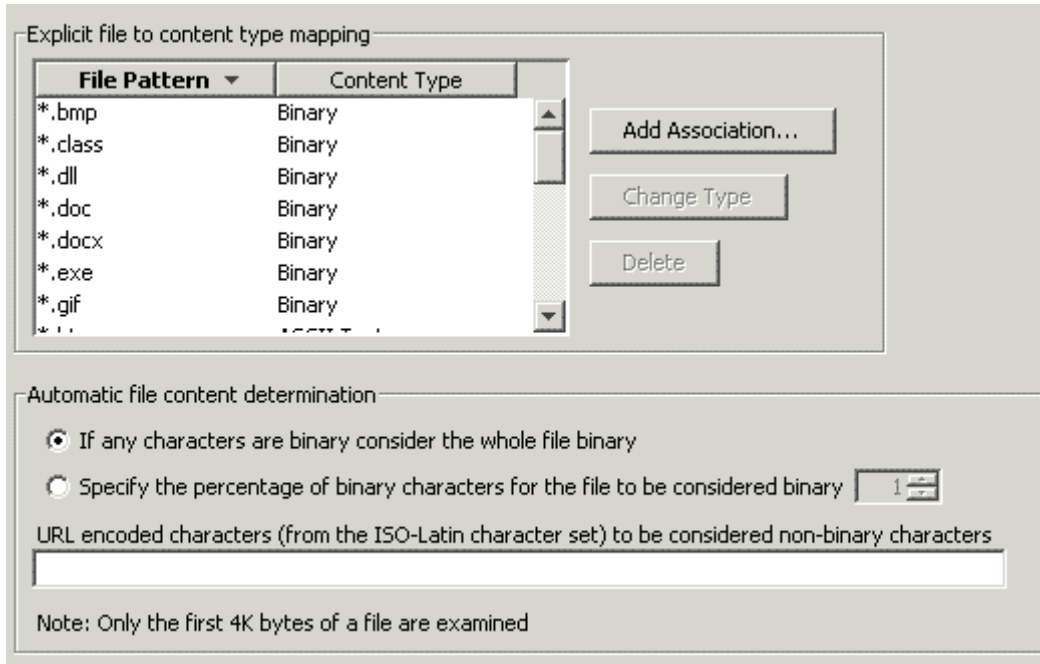 Explicit file to content type mapping
File Pattern Content Type
*.bmp Binary
*.class Binary
*.dll Binary
*.doc Binary
*.docx Binary
*.exe Binary
*.gif Binary
Add Association...
Change Type
Delete
Automatic file content determination
If any characters are binary consider the whole file binary
Specify the percentage of binary characters for the file to be considered binary 1
URL encoded characters (from the ISO-Latin character set) to be considered non-binary characters
Note: Only the first 4K bytes of a file are examined